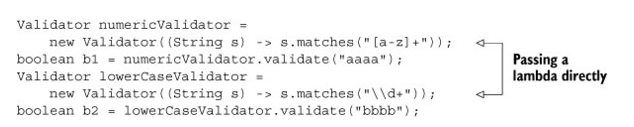 Validator numericValidator =
new Validator((String s) -> s.matches("[a-z]+"));
boolean b1 = numericValidator.validate("aaaa");
Validator lowerCaseValidator =
new Validator((String s) -> s.matches("\\d+"));
boolean b2 = lowerCaseValidator.validate("bbbb");
Passing a
lambda directly